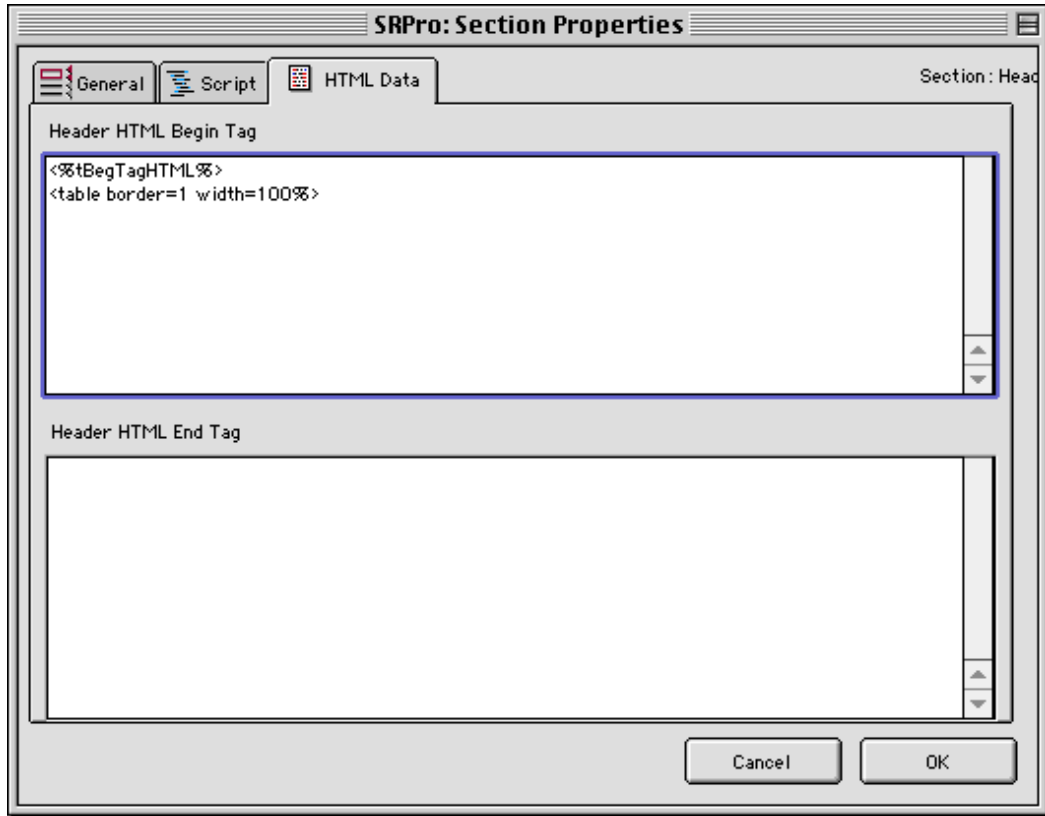 SRPro: Section Properties
General
Script
HTML Data
Section: Head
Header HTML Begin Tag
<%tBegTagHTML%>
<table border=1 width=100%>
Header HTML End Tag
Cancel
OK